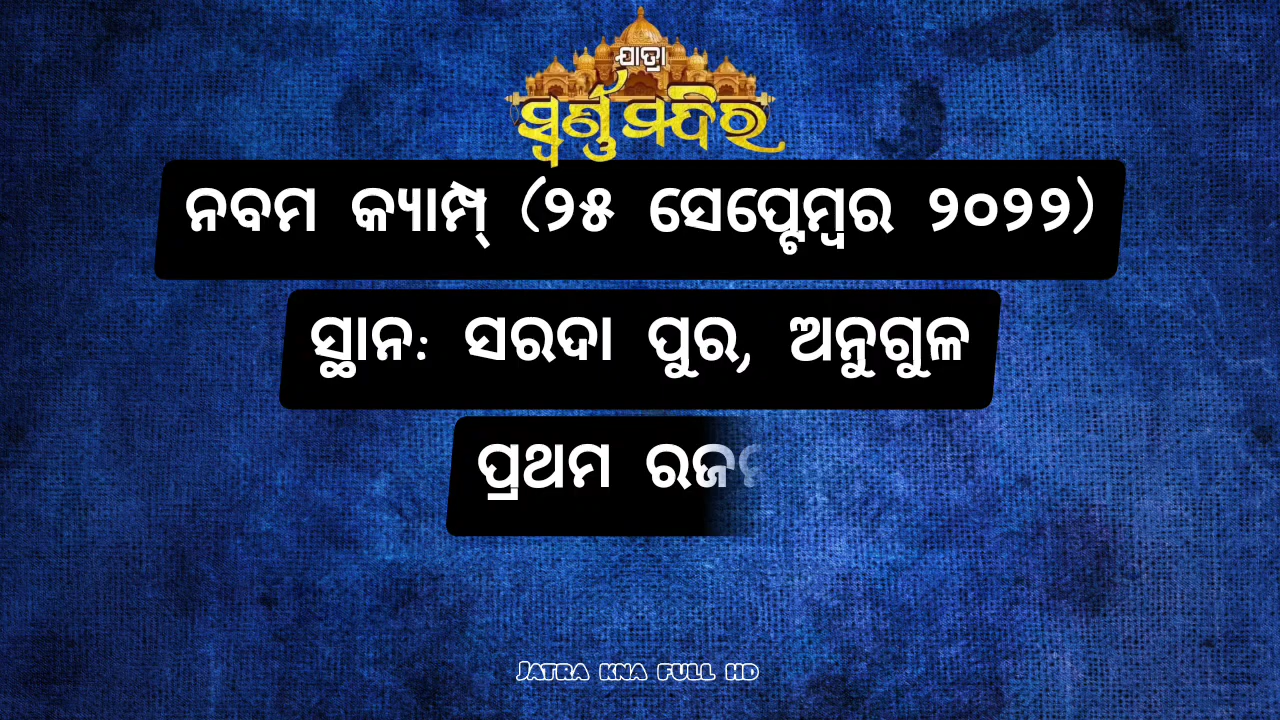 ଯାତ୍ରା
ସ୍ୱର୍ଣ୍ଣମନ୍ଦିର
ନବମ କ୍ୟାମ୍ପ୍ (୨୫ ସେପ୍ଟେମ୍ବର ୨୦୨୨)
ସ୍ଥାନ: ସରଦା ପୁର, ଅନୁଗୁଳ
ପ୍ରଥମ
JATRA KNA FULL HD